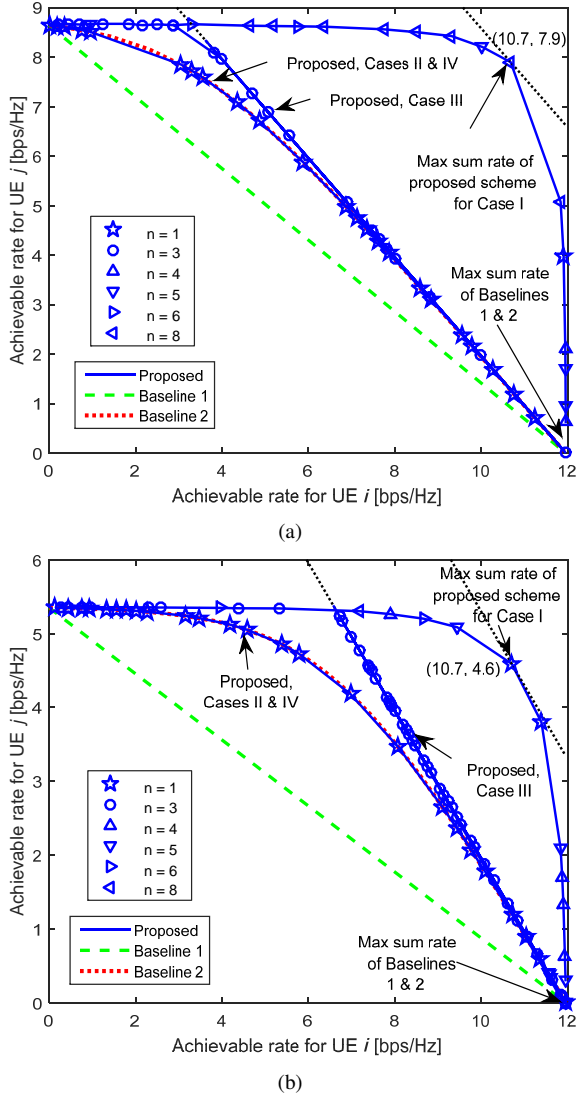 9
8
7
6
5
4
3
2
1
0
0
2
4
6
8
10
12
Achievable rate for UE j [bps/Hz]
Achievable rate for UE i [bps/Hz]
(10.7, 7.9)
Proposed, Cases II & IV
Proposed, Case III
Max sum rate of
proposed scheme
for Case I
Max sum rate
of Baselines
1 & 2
n = 1
n = 3
n = 4
n = 5
n = 6
n = 8
Proposed
Baseline 1
Baseline 2
(a)
6
5
4
3
2
1
0
0
2
4
6
8
10
12
Achievable rate for UE j [bps/Hz]
Achievable rate for UE i [bps/Hz]
Max sum rate of
proposed scheme
for Case I
(10.7, 4.6)
Proposed,
Cases II & IV
Proposed,
Case III
Max sum rate
of Baselines
1 & 2
n = 1
n = 3
n = 4
n = 5
n = 6
n = 8
Proposed
Baseline 1
Baseline 2
(b)